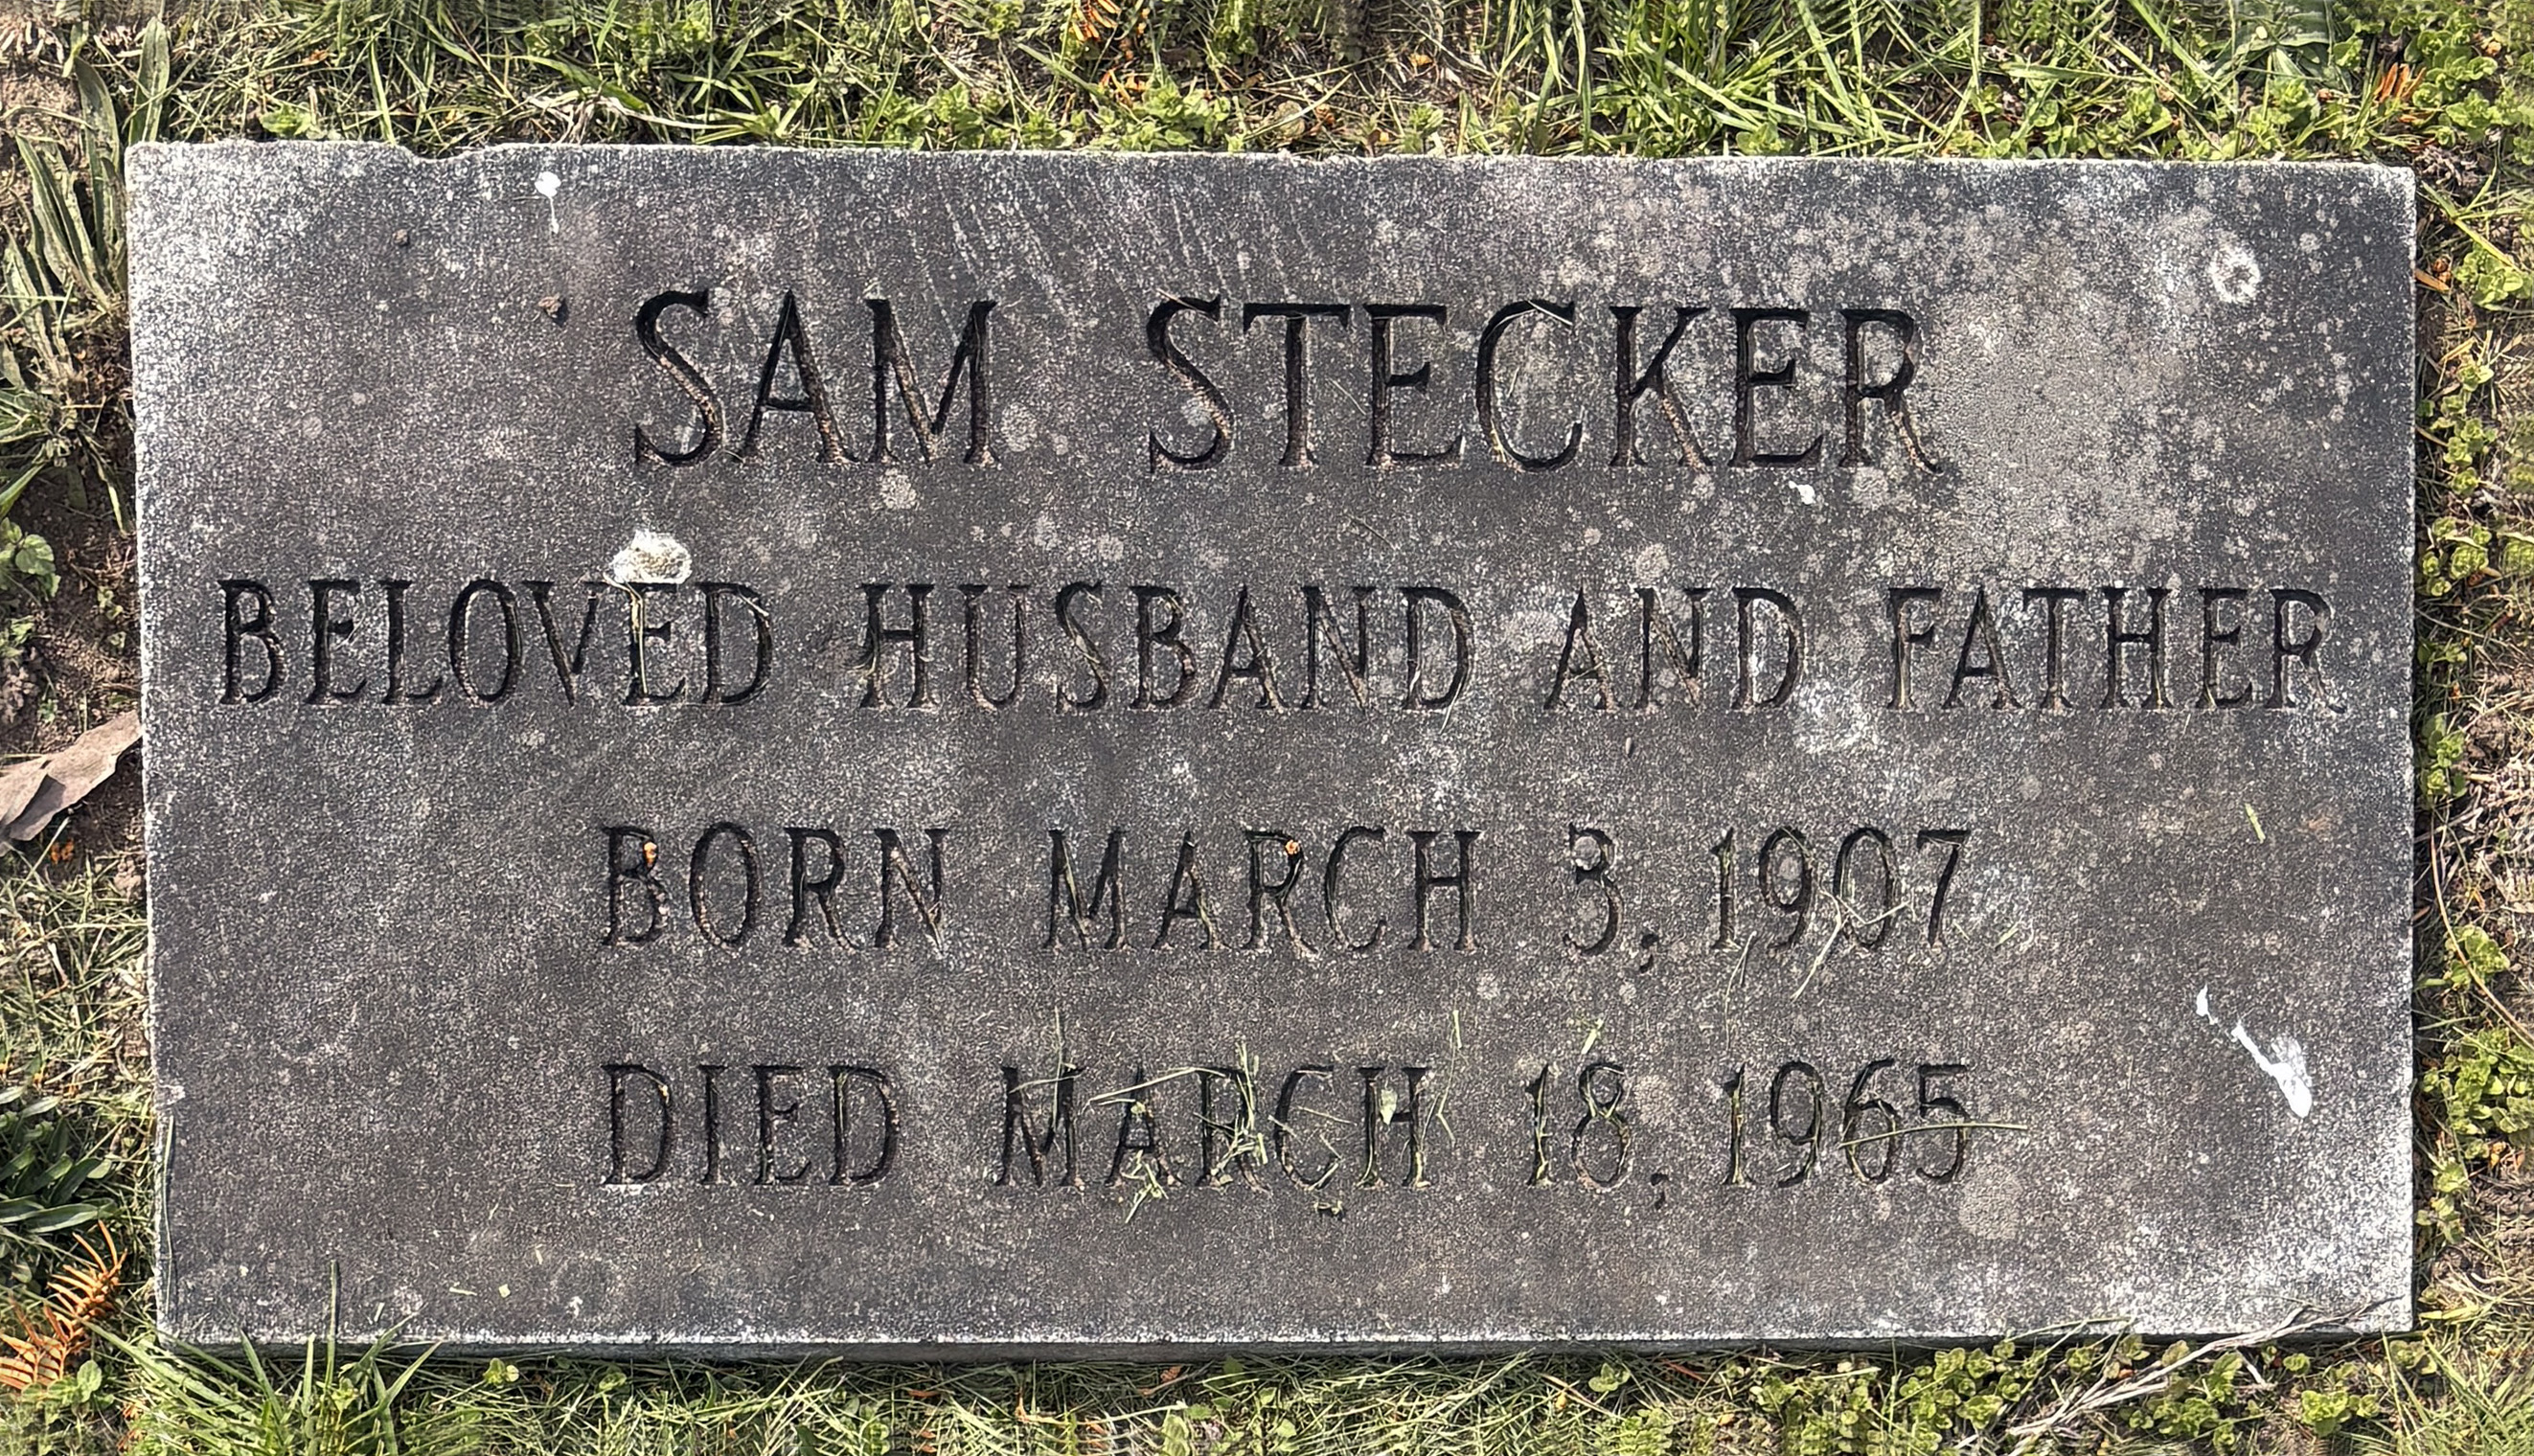 SAM STECKER
BELOVED HUSBAND AND FATHER
BORN MARCH 3, 1907
DIED MARCH 18, 1965